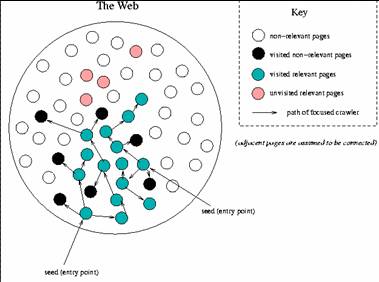 The Web
Key
non-relevant pages
visited non-relevant pages
visited relevant pages
unvisited relevant pages
path of focused crawler
(adjacent pages are assumed to be connected)
seed (entry point)
seed (entry point)